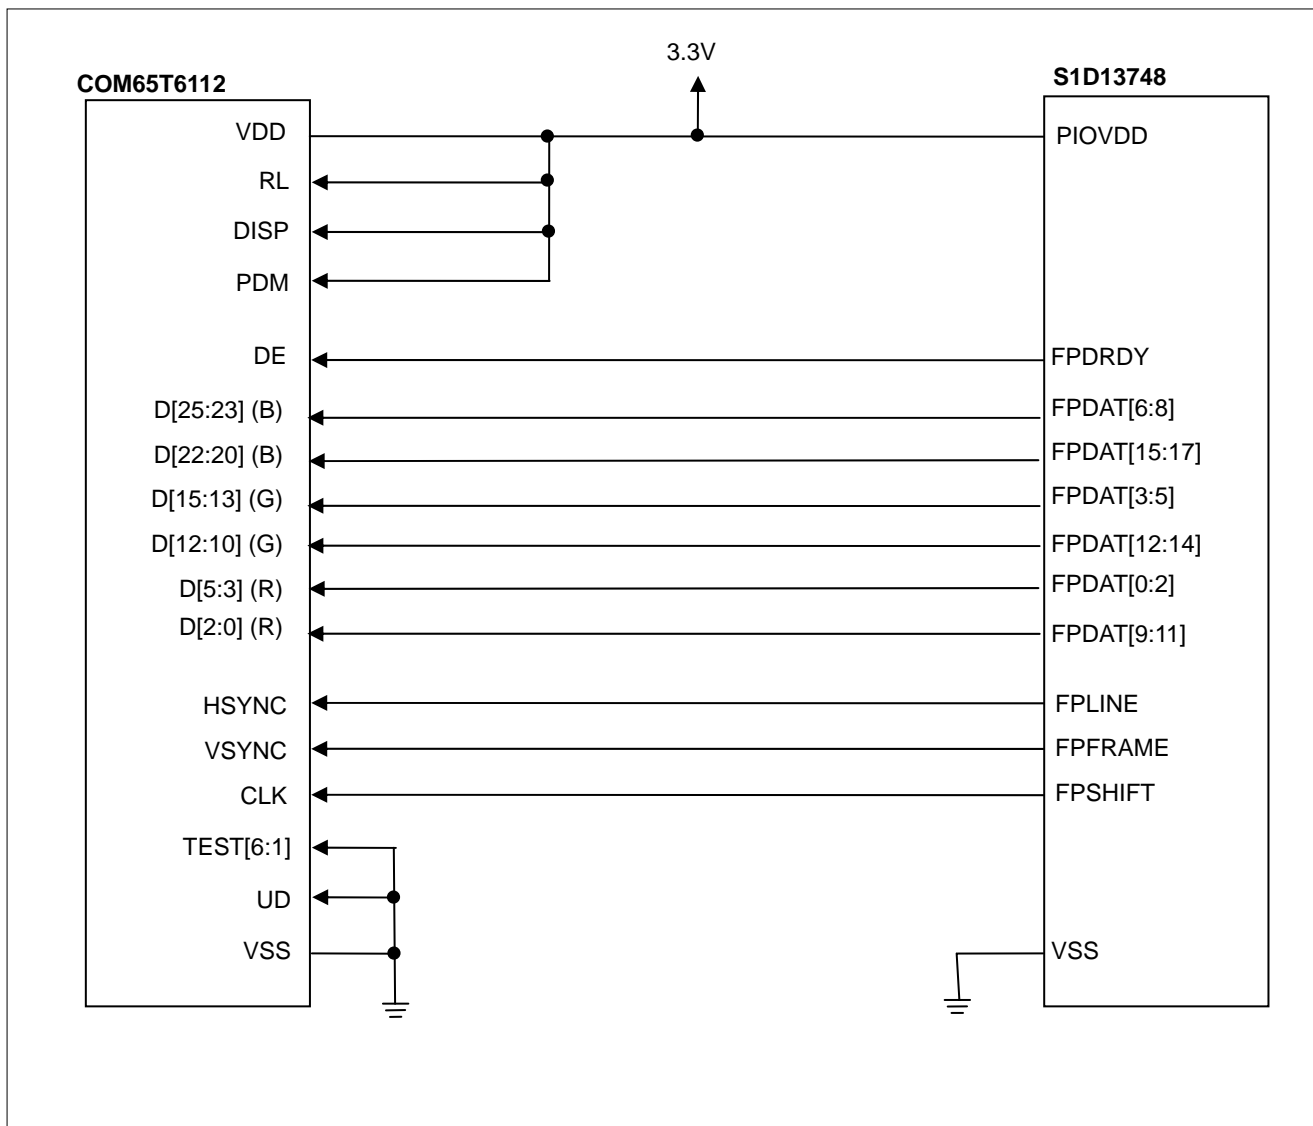 3.3V
COM65T6112
S1D13748
VDD
PIOVDD
RL
DISP
PDM
DE
FPDRDY
D[25:23] (B)
FPDAT[6:8]
D[22:20] (B)
FPDAT[15:17]
D[15:13] (G)
FPDAT[3:5]
D[12:10] (G)
FPDAT[12:14]
D[5:3] (R)
FPDAT[0:2]
D[2:0] (R)
FPDAT[9:11]
HSYNC
FPLINE
VSYNC
FPFRAME
CLK
FPSHIFT
TEST[6:1]
UD
VSS
VSS